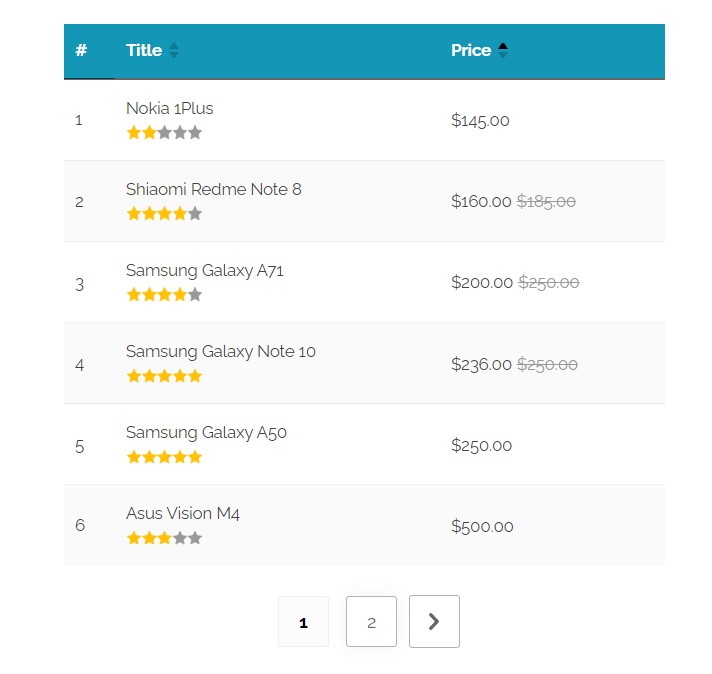 # Title Price
1 Nokia 1Plus $145.00
2 Shiaomi Redme Note 8 $160.00 $185.00
3 Samsung Galaxy A71 $200.00 $250.00
4 Samsung Galaxy Note 10 $236.00 $250.00
5 Samsung Galaxy A50 $250.00
6 Asus Vision M4 $500.00
1 2